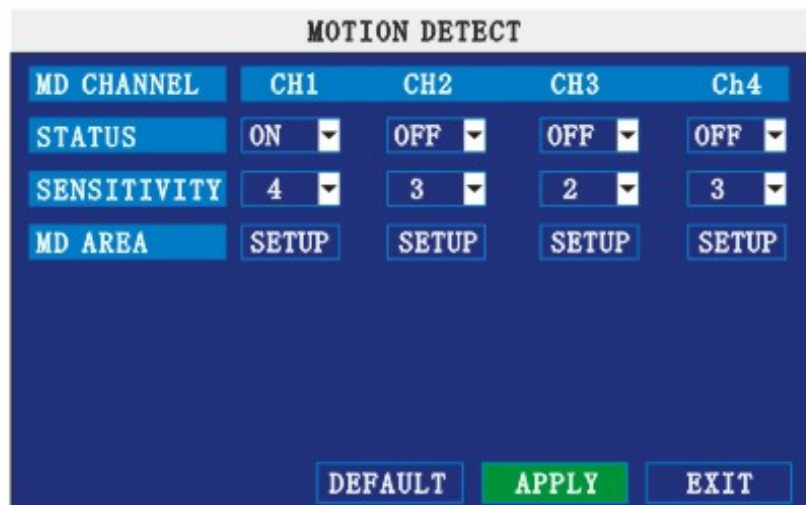 MOTION DETECT
MD CHANNEL CH1 CH2 CH3 Ch4
STATUS ON OFF OFF OFF
SENSITIVITY 4 3 2 3
MD AREA SETUP SETUP SETUP SETUP
DEFAULT APPLY EXIT